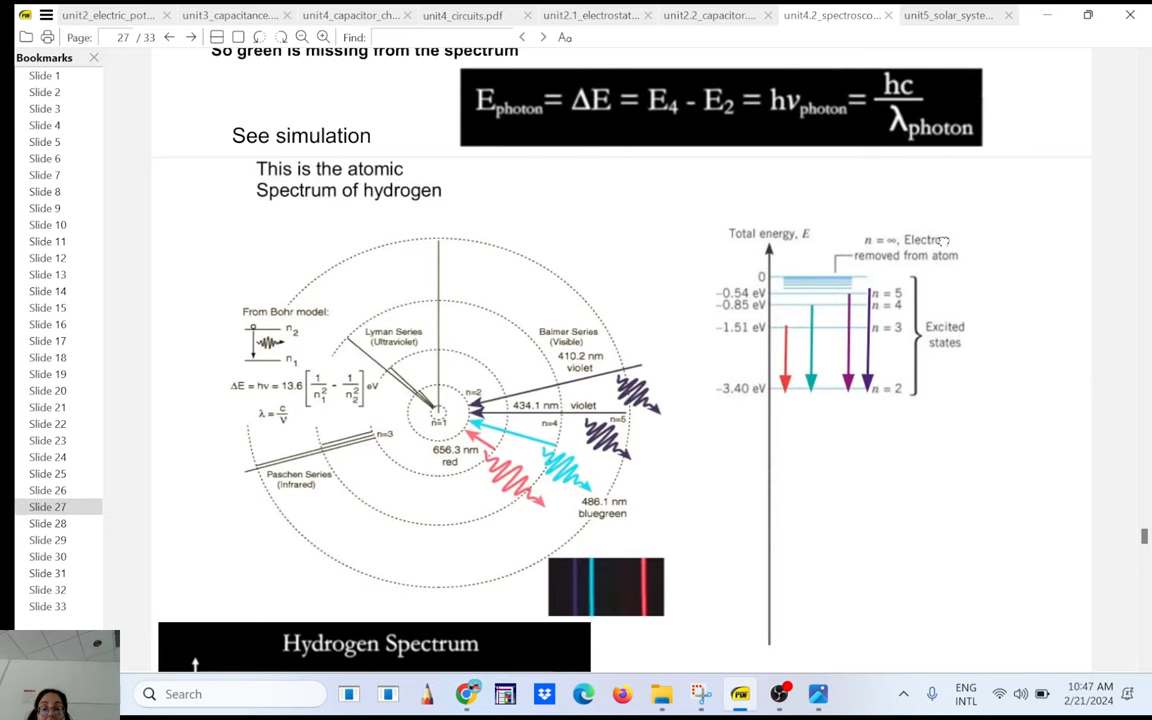 unit2_electric_pot...
unit3_capacitance....
unit4_capacitor_ch...
unit4_circuits.pdf
unit2.1_electrostat...
unit2.2_capacitor....
unit4.2_spectrosco...
unit5_solar_syste...
Page: 27 / 33
Find:
Aa
Bookmarks
Slide 1
Slide 2
Slide 3
Slide 4
Slide 5
Slide 6
Slide 7
Slide 8
Slide 9
Slide 10
Slide 11
Slide 12
Slide 13
Slide 14
Slide 15
Slide 16
Slide 17
Slide 18
Slide 19
Slide 20
Slide 21
Slide 22
Slide 23
Slide 24
Slide 25
Slide 26
Slide 27
Slide 28
Slide 29
Slide 30
Slide 31
Slide 32
Slide 33
So green is missing from the spectrum
E photon = ΔE = E4 - E2 = hν photon = hc / λ photon
See simulation
This is the atomic
Spectrum of hydrogen
From Bohr model:
n2
n1
ΔE = hν = 13.6 [ 1/n1² - 1/n2² ] eV
λ = c/ν
Lyman Series
(Ultraviolet)
Balmer Series
(Visible)
410.2 nm
violet
n=2
434.1 nm violet
n=1
n=4
n=5
n=3
656.3 nm
red
Paschen Series
(Infrared)
486.1 nm
bluegreen
Total energy, E
n = ∞, Electron
removed from atom
0
−0.54 eV
n = 5
−0.85 eV
n = 4
−1.51 eV
n = 3
Excited
states
−3.40 eV
n = 2
Hydrogen Spectrum
Search
PDF
ENG
INTL
10:47 AM
2/21/2024